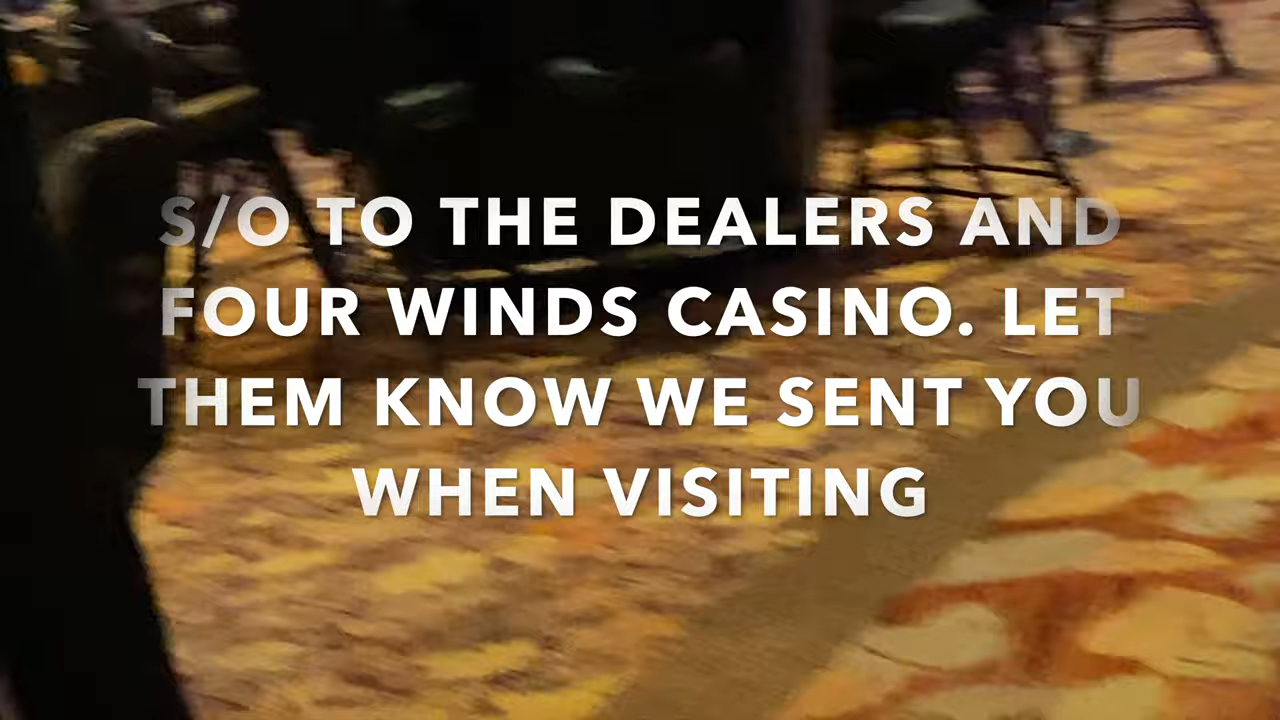 S/O TO THE DEALERS AND
FOUR WINDS CASINO. LET
THEM KNOW WE SENT YOU
WHEN VISITING